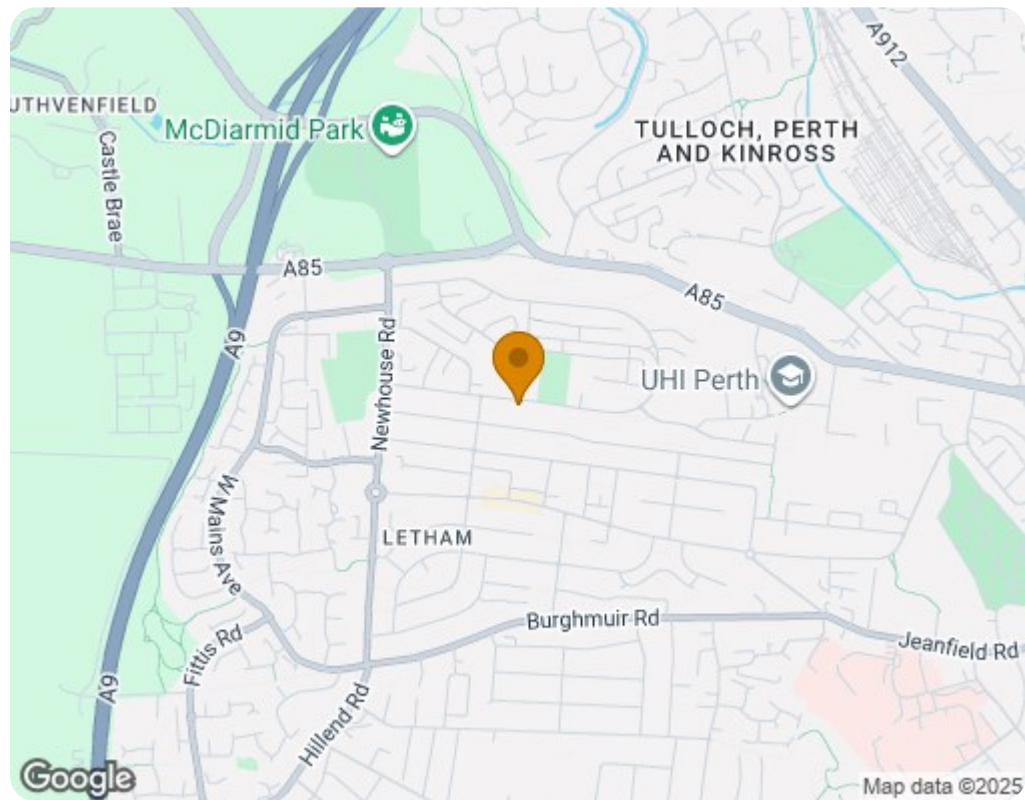 A912
UTHVENFIELD
McDiarmid Park
TULLOCH, PERTH
AND KINROSS
Castle Brae
A85
A85
A9
Newhouse Rd
UHI Perth
W Mains Ave
LETHAM
Burghmuir Rd
Jeanfield Rd
Fittis Rd
A9
Hillend Rd
Google
Map data ©2025